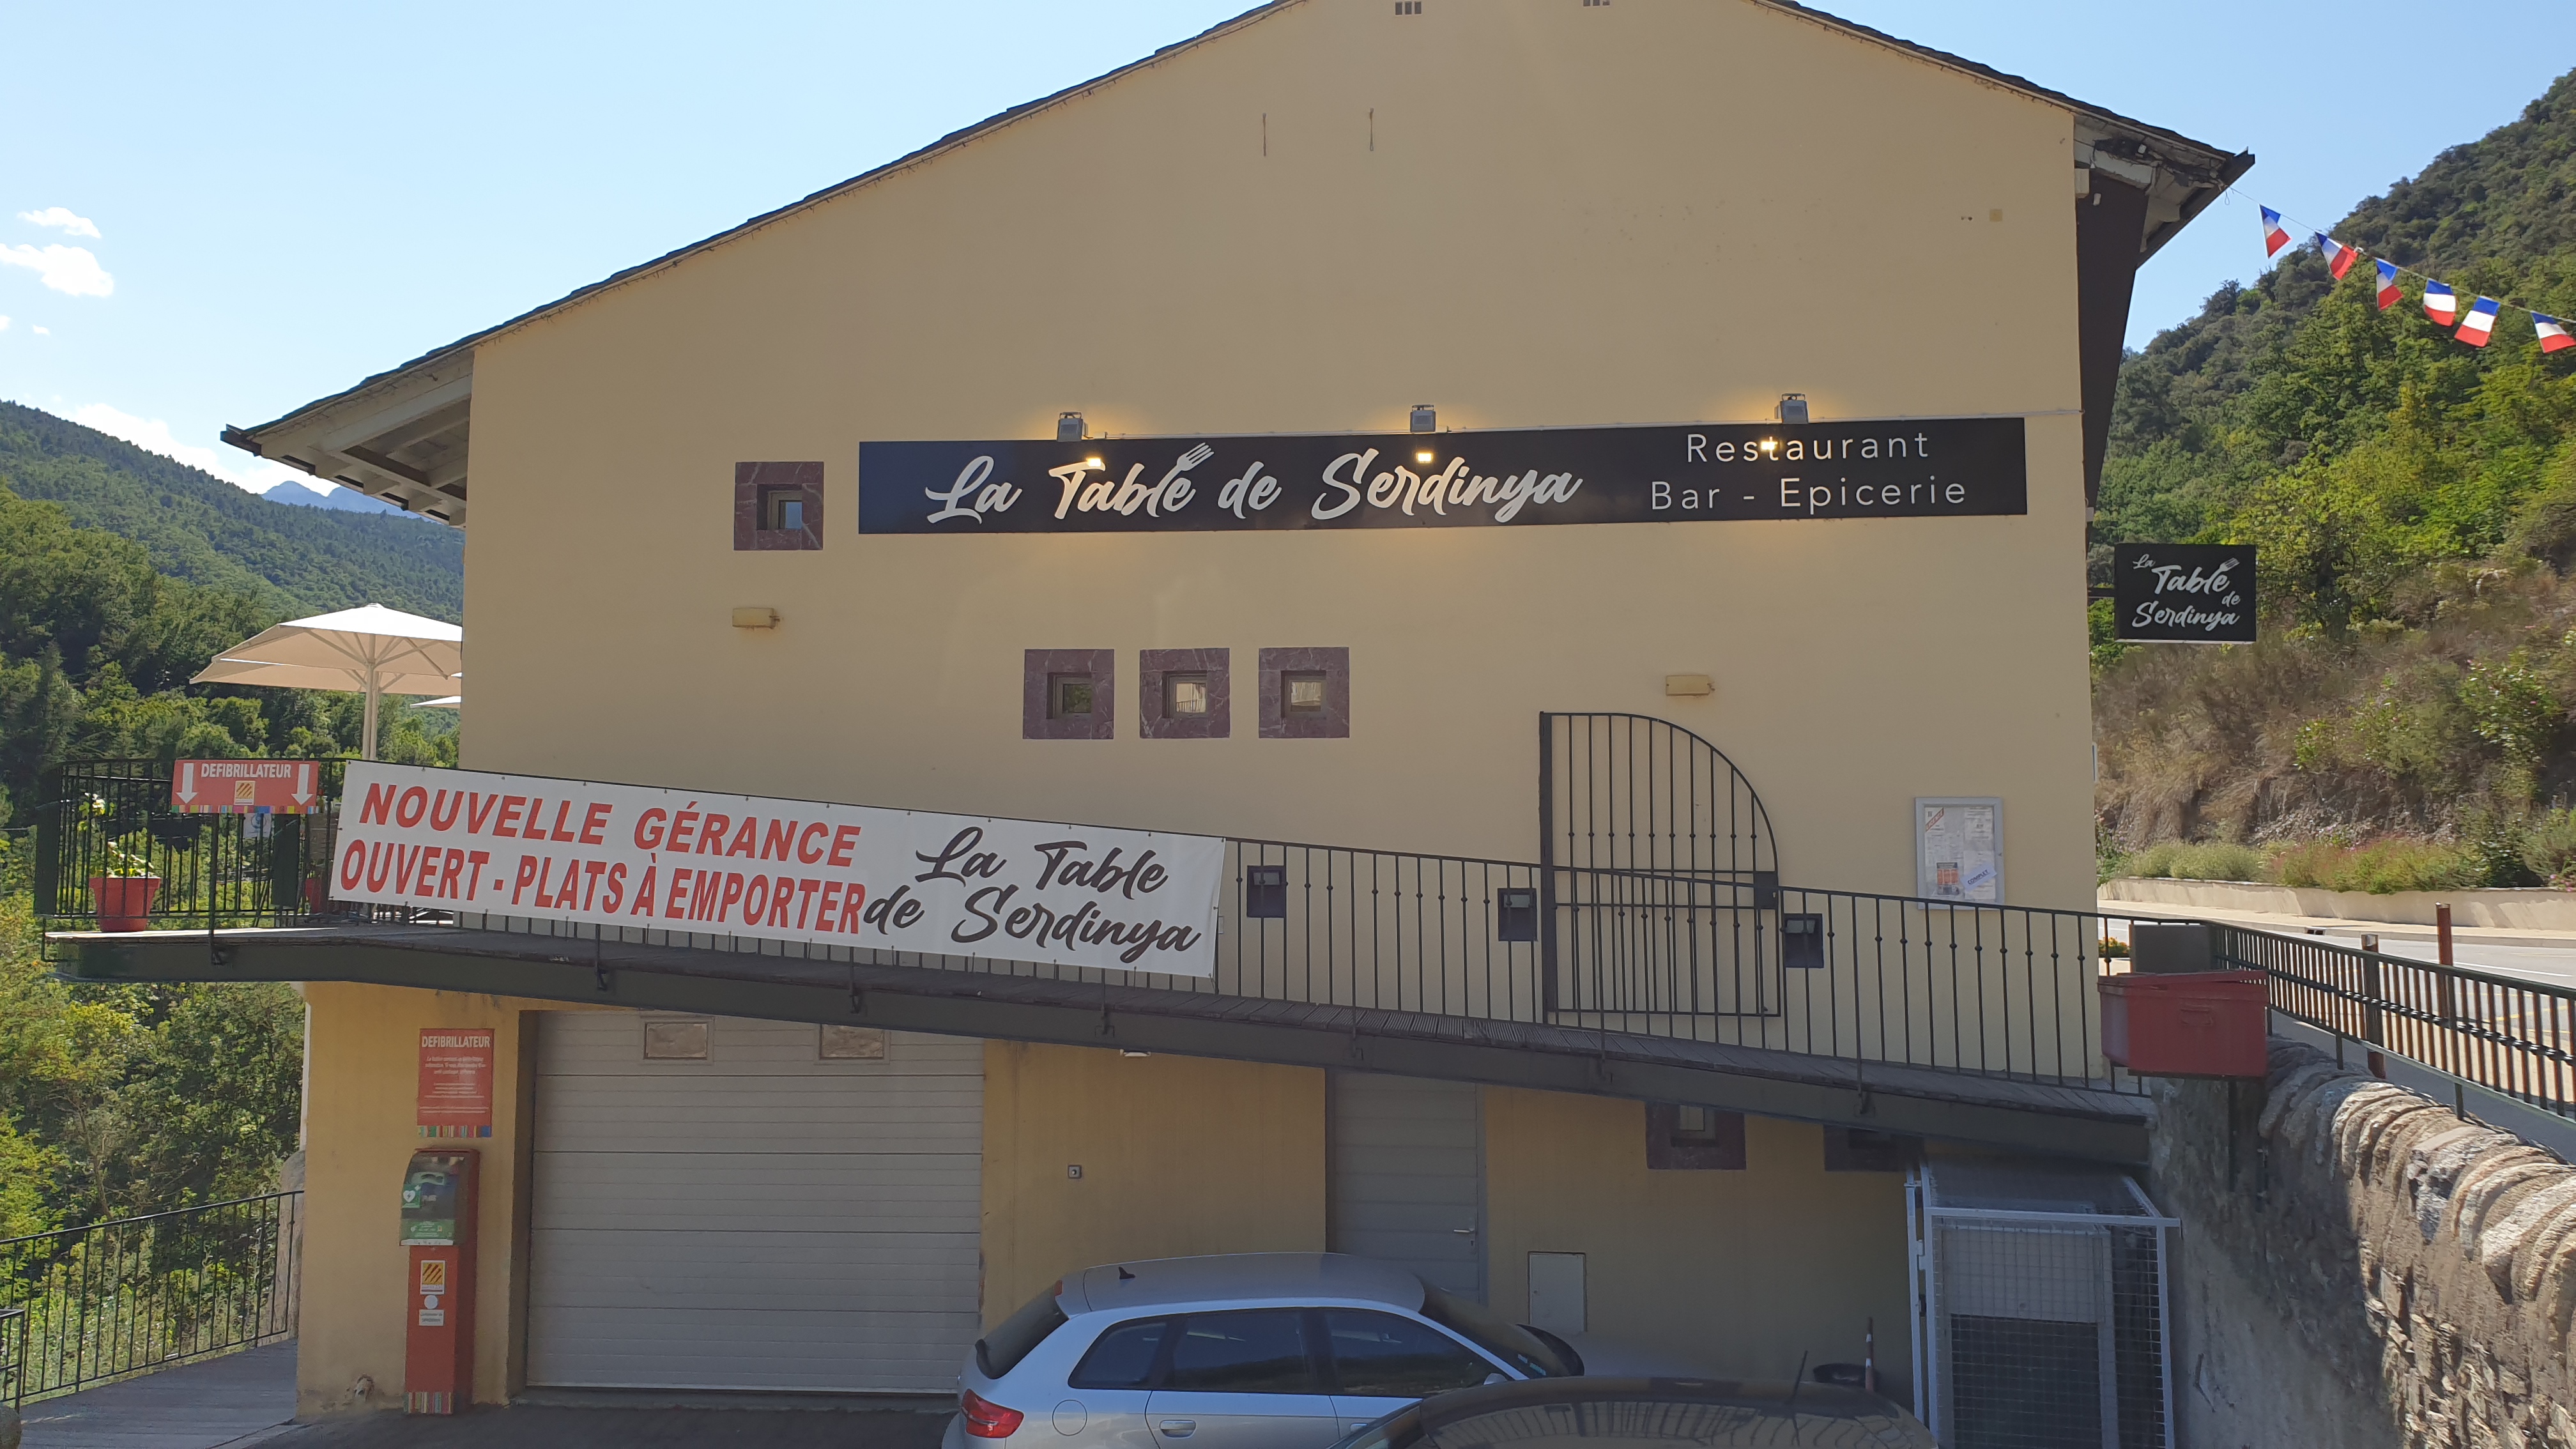 La Table de Serdinya
Restaurant
Bar - Epicerie
La
Table
de
Serdinya
DEFIBRILLATEUR
NOUVELLE GÉRANCE
OUVERT - PLATS À EMPORTER
La Table
de Serdinya
COMPLET
DEFIBRILLATEUR